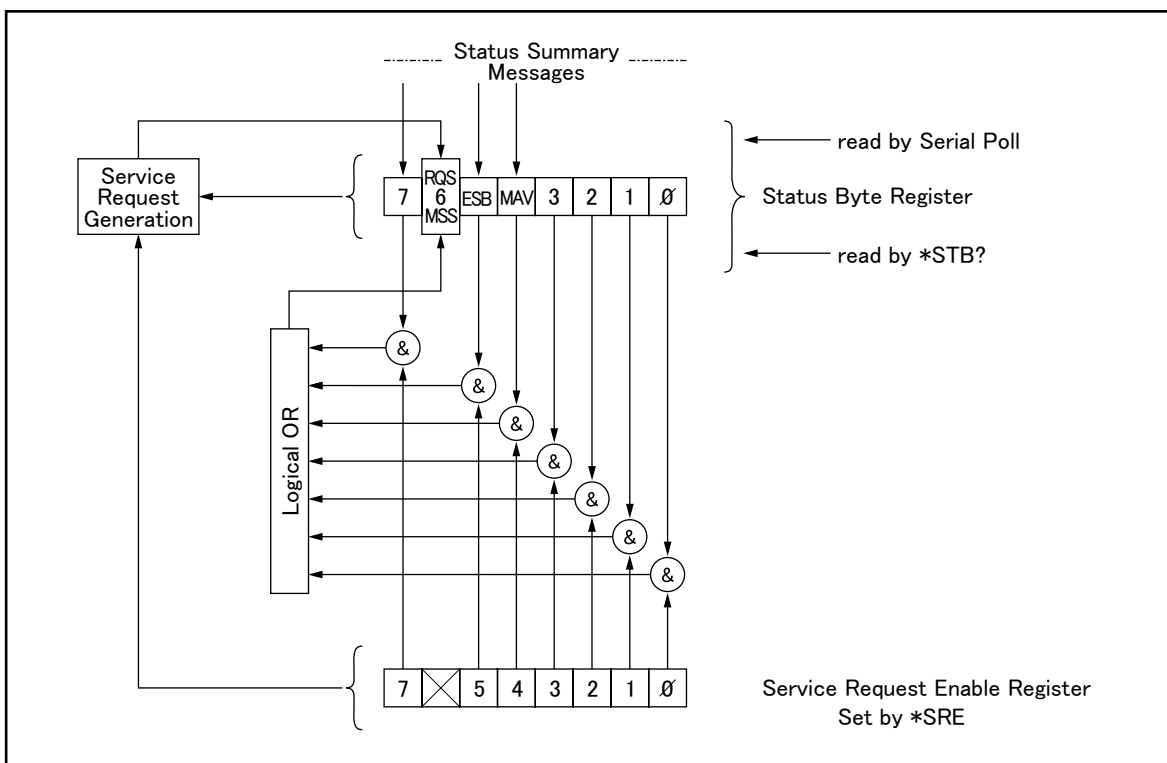 Status Summary
Messages
Service
Request
Generation
7
RQS
6
MSS
ESB
MAV
3
2
1
Ø
read by Serial Poll
Status Byte Register
read by *STB?
Logical OR
&
&
&
&
&
&
&
7
5
4
3
2
1
Ø
Service Request Enable Register
Set by *SRE